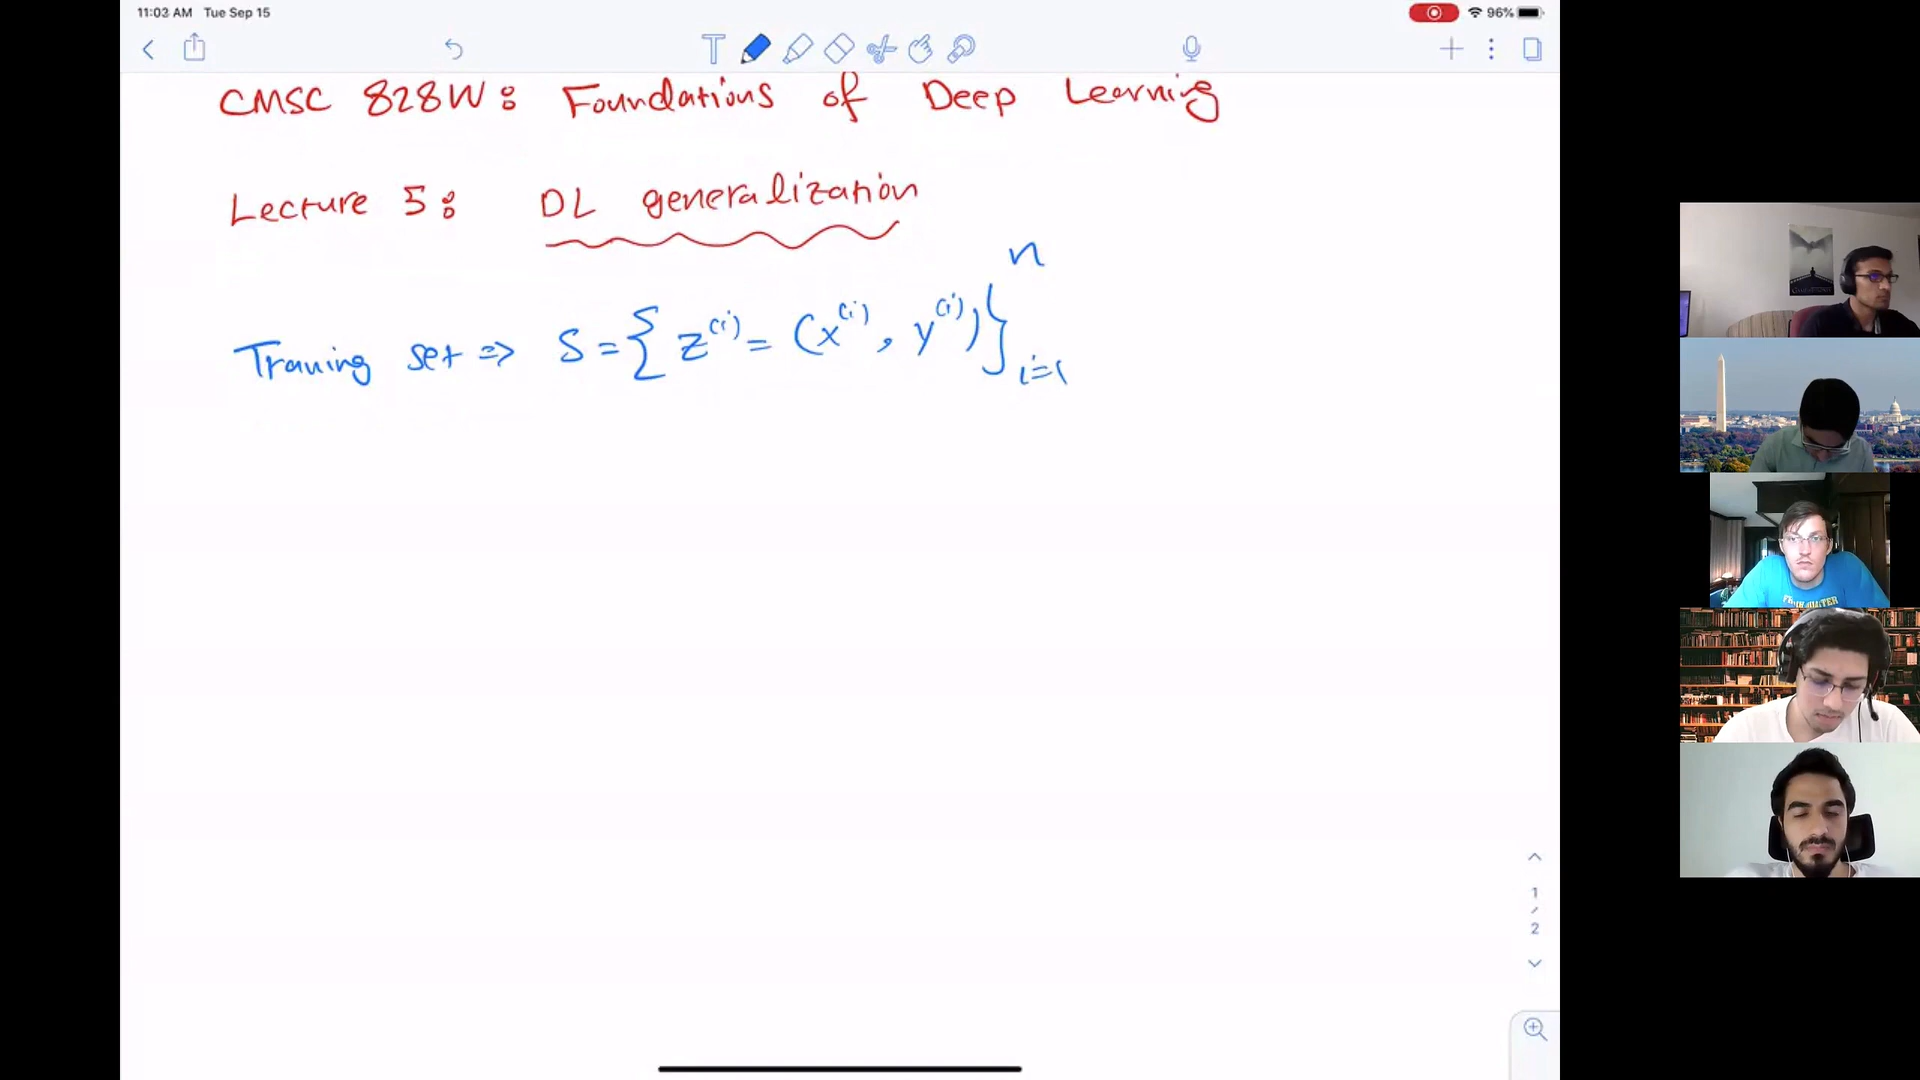 11:03 AM Tue Sep 15
96%
CMSC 828W: Foundations of Deep Learning
Lecture 5: DL generalization
Training set => S = { z^(i) = (x^(i), y^(i)) }_{i=1}^n
1
/
2